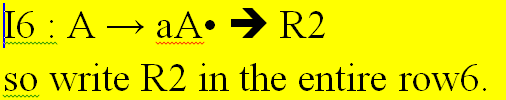 I6 : A → aA• ➔ R2
so write R2 in the entire row6.